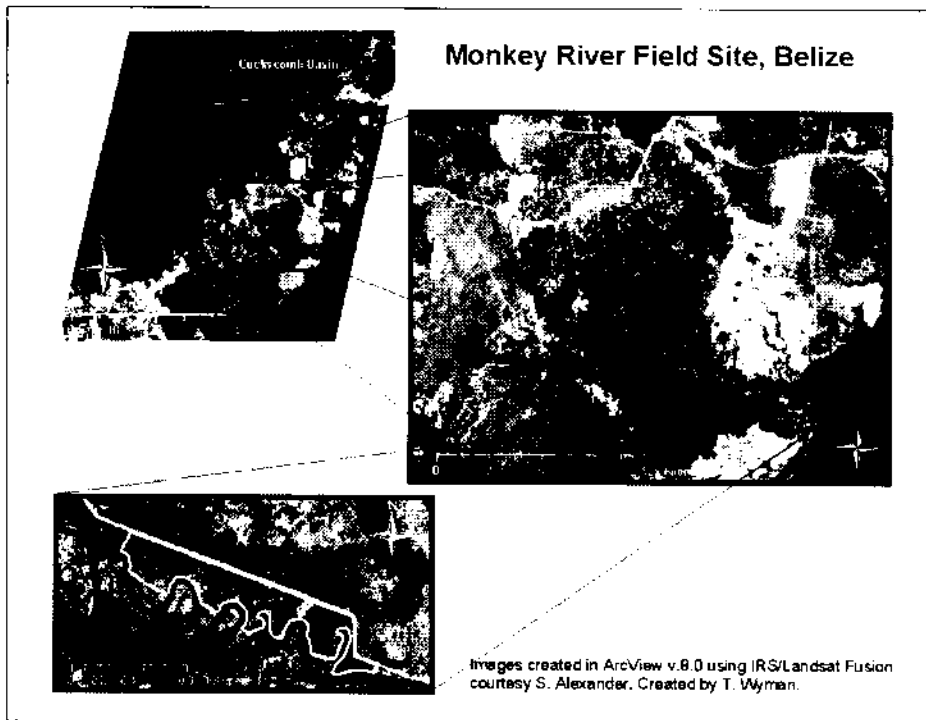 Monkey River Field Site, Belize
Cockscomb Basin
0
Images created in ArcView v.8.0 using IRS/Landsat Fusion
courtesy S. Alexander. Created by T. Wyman.